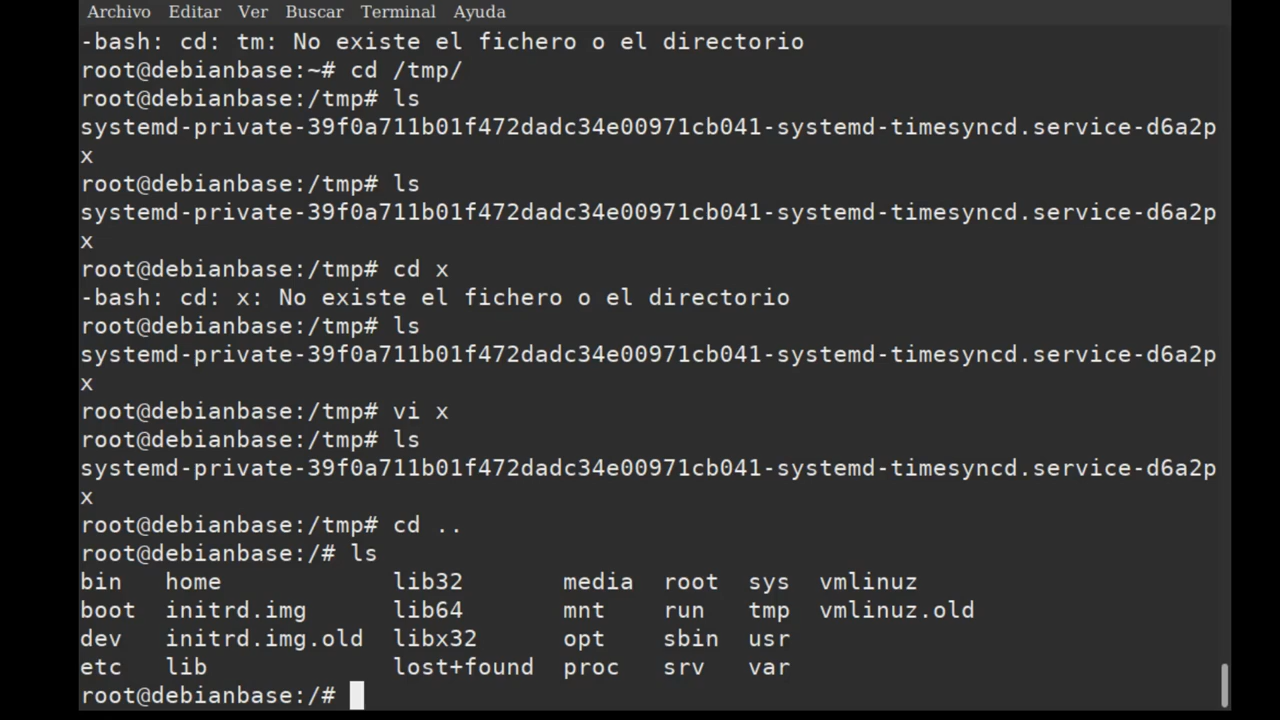 Archivo Editar Ver Buscar Terminal Ayuda
-bash: cd: tm: No existe el fichero o el directorio
root@debianbase:~# cd /tmp/
root@debianbase:/tmp# ls
systemd-private-39f0a711b01f472dadc34e00971cb041-systemd-timesyncd.service-d6a2p
x
root@debianbase:/tmp# ls
systemd-private-39f0a711b01f472dadc34e00971cb041-systemd-timesyncd.service-d6a2p
x
root@debianbase:/tmp# cd x
-bash: cd: x: No existe el fichero o el directorio
root@debianbase:/tmp# ls
systemd-private-39f0a711b01f472dadc34e00971cb041-systemd-timesyncd.service-d6a2p
x
root@debianbase:/tmp# vi x
root@debianbase:/tmp# ls
systemd-private-39f0a711b01f472dadc34e00971cb041-systemd-timesyncd.service-d6a2p
x
root@debianbase:/tmp# cd ..
root@debianbase:/# ls
bin home lib32 media root sys vmlinuz
boot initrd.img lib64 mnt run tmp vmlinuz.old
dev initrd.img.old libx32 opt sbin usr
etc lib lost+found proc srv var
root@debianbase:/#